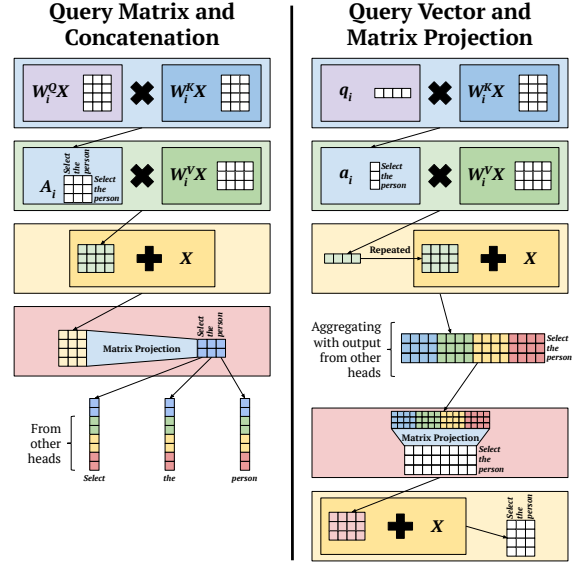 Query Matrix and
Concatenation
W_i^Q X
W_i^K X
A_i
Select
the
person
Select
the
person
W_i^V X
X
Matrix Projection
Select
the
person
From
other
heads
Select
the
person
Query Vector and
Matrix Projection
q_i
W_i^K X
a_i
Select
the
person
W_i^V X
Repeated
X
Aggregating
with output
from other
heads
Select
the
person
Matrix Projection
Select
the
person
X
Select
the
person